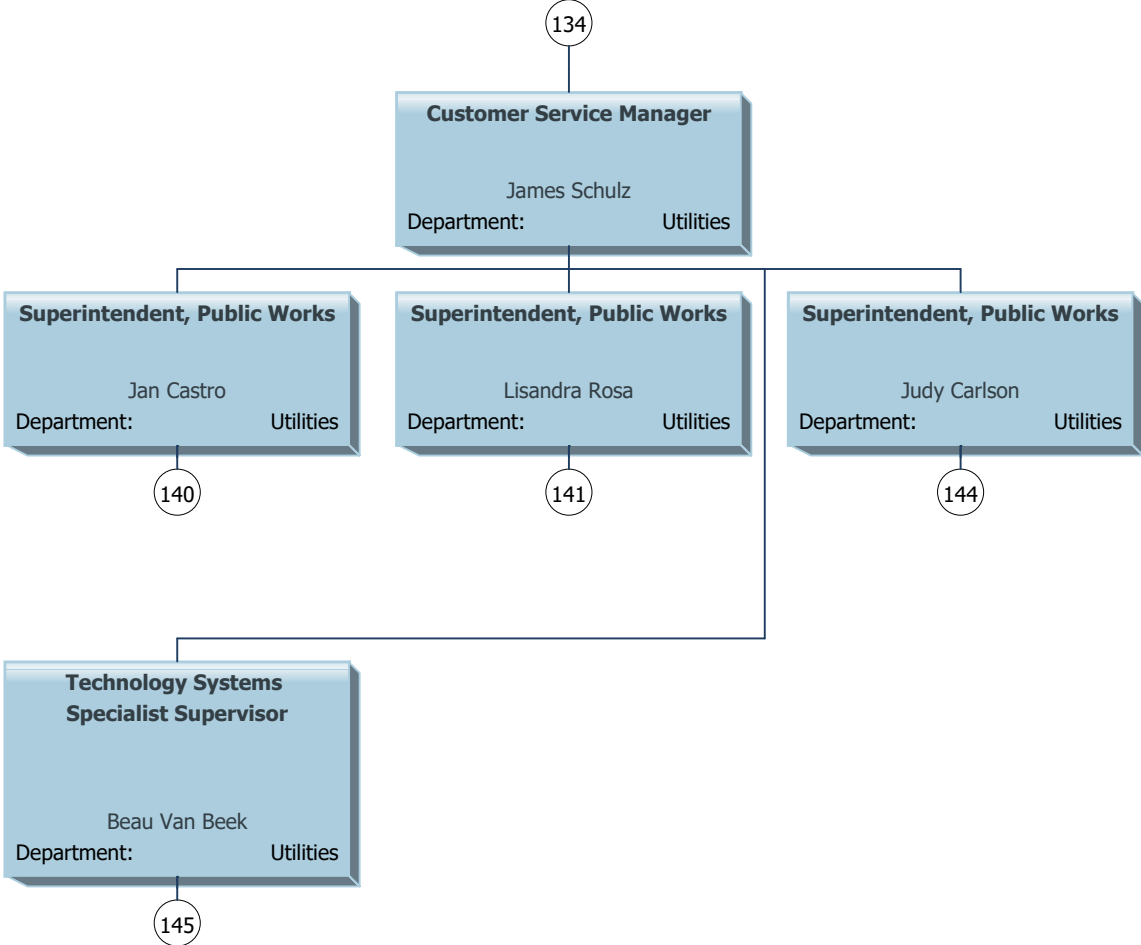 134
Customer Service Manager
James Schulz
Department: Utilities
Superintendent, Public Works
Jan Castro
Department: Utilities
140
Superintendent, Public Works
Lisandra Rosa
Department: Utilities
141
Superintendent, Public Works
Judy Carlson
Department: Utilities
144
Technology Systems
Specialist Supervisor
Beau Van Beek
Department: Utilities
145